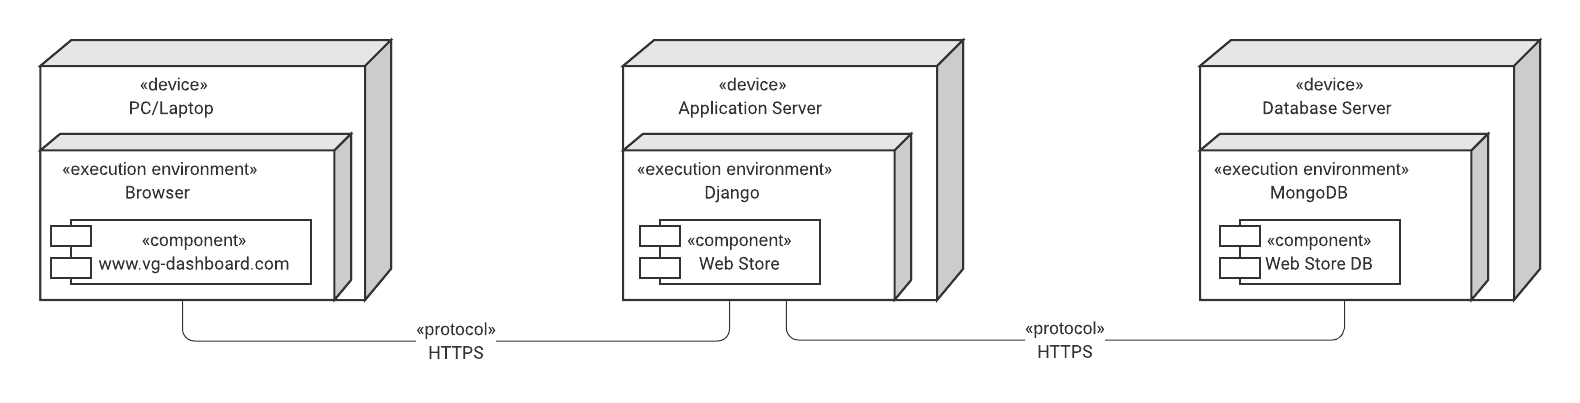 «device»
PC/Laptop
«execution environment»
Browser
«component»
www.vg-dashboard.com
«device»
Application Server
«execution environment»
Django
«component»
Web Store
«device»
Database Server
«execution environment»
MongoDB
«component»
Web Store DB
«protocol»
HTTPS
«protocol»
HTTPS